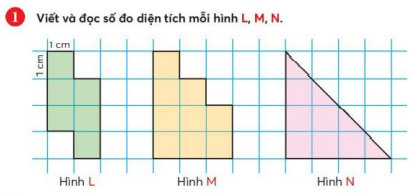 1 Viết và đọc số đo diện tích mỗi hình L, M, N.
1 cm
1 cm
Hình L Hình M Hình N